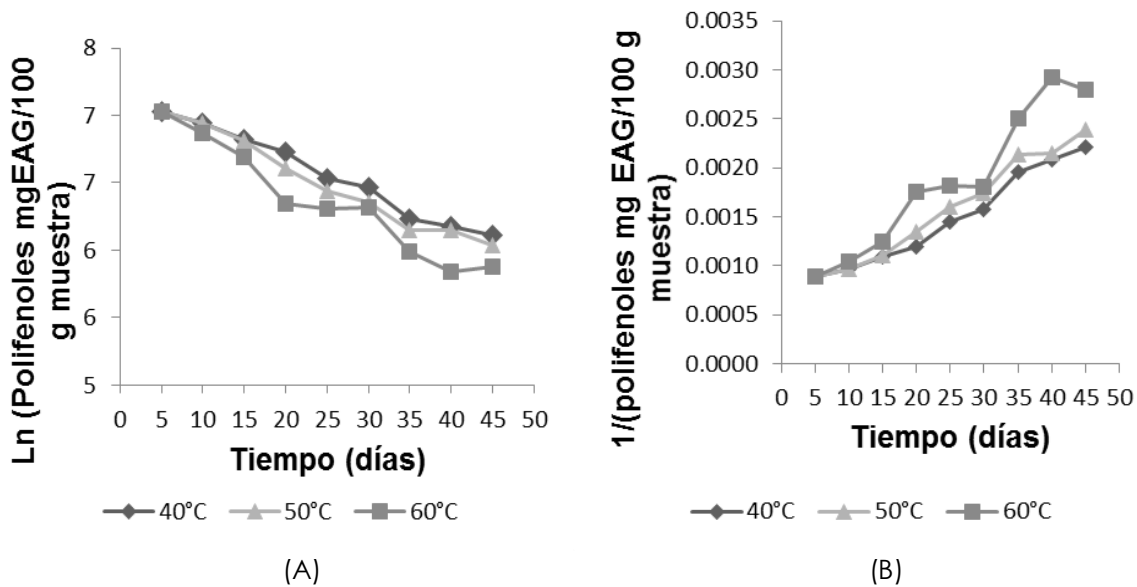 Ln (Polifenoles mgEAG/100
g muestra)
8
7
7
6
6
5
0 5 10 15 20 25 30 35 40 45 50
Tiempo (días)
40°C 50°C 60°C
(A)
1/(polifenoles mg EAG/100 g
muestra)
0.0035
0.0030
0.0025
0.0020
0.0015
0.0010
0.0005
0.0000
0 5 10 15 20 25 30 35 40 45 50
Tiempo (días)
40°C 50°C 60°C
(B)